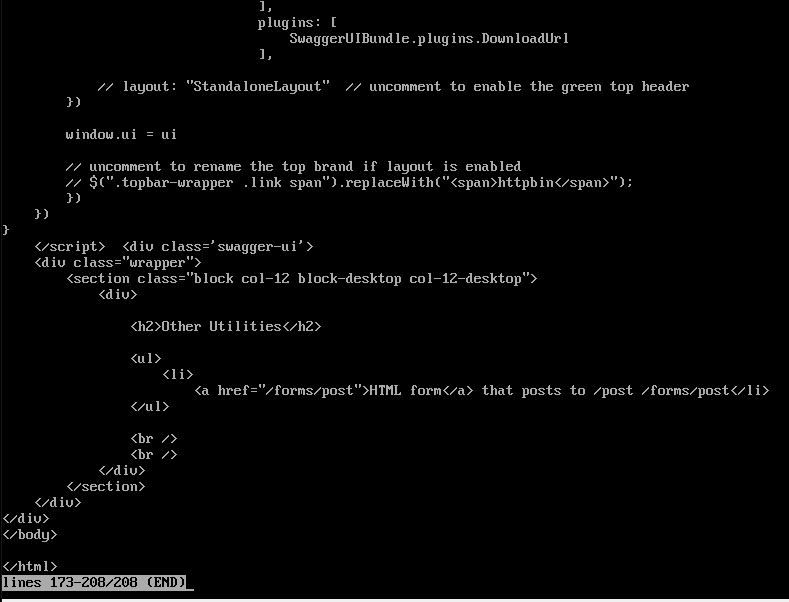 ],
plugins: [
SwaggerUIBundle.plugins.DownloadUrl
],
// layout: "StandaloneLayout"  // uncomment to enable the green top header
})
window.ui = ui
// uncomment to rename the top brand if layout is enabled
// $(".topbar-wrapper .link span").replaceWith("<span>httpbin</span>");
})
})
}
</script>  <div class='swagger-ui'>
<div class="wrapper">
<section class="block col-12 block-desktop col-12-desktop">
<div>
<h2>Other Utilities</h2>
<ul>
<li>
<a href="/forms/post">HTML form</a> that posts to /post /forms/post</li>
</ul>
<br />
<br />
</div>
</section>
</div>
</div>
</body>
</html>
lines 173-208/208 (END)